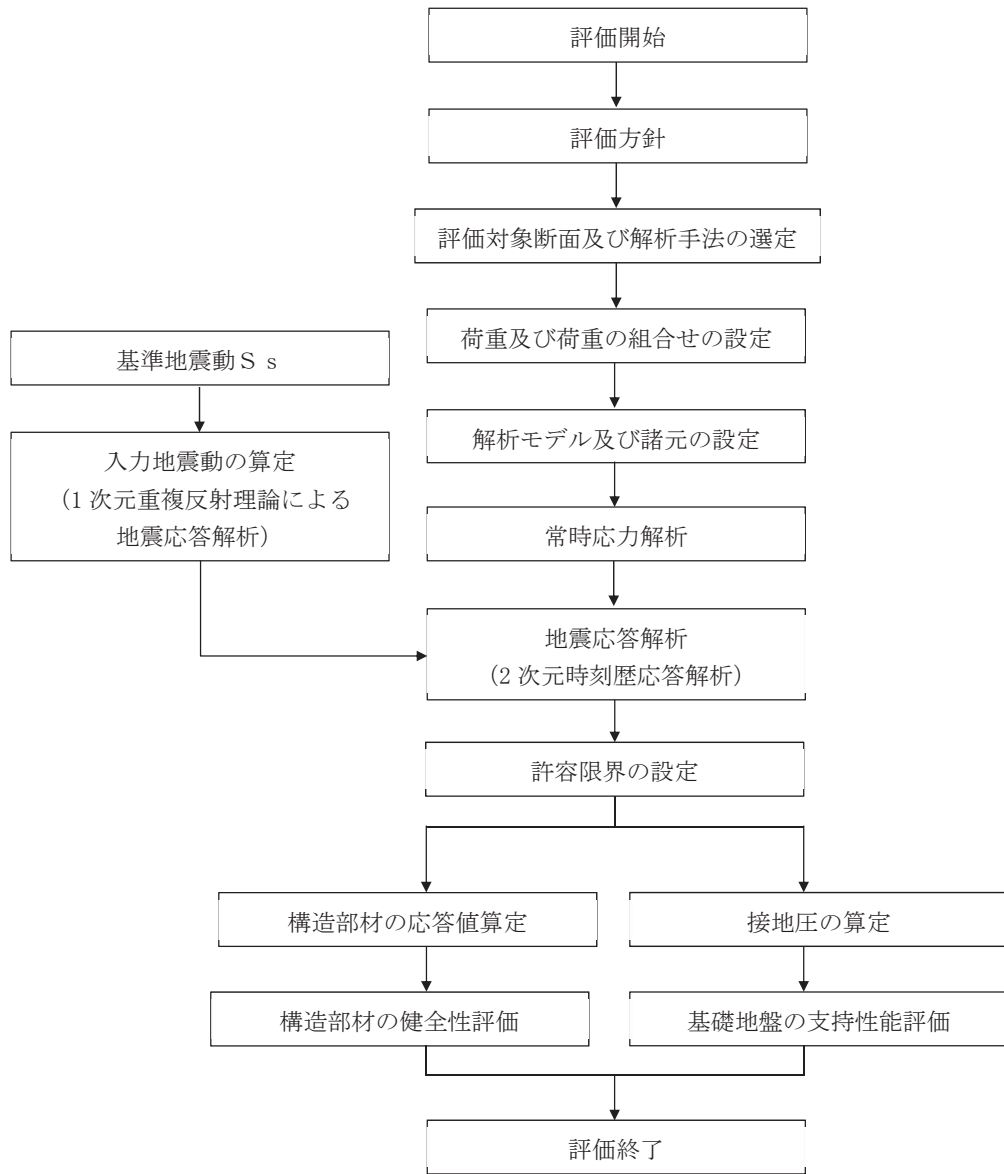 評価開始
評価方針
評価対象断面及び解析手法の選定
荷重及び荷重の組合せの設定
基準地震動Ｓｓ
解析モデル及び諸元の設定
入力地震動の算定
（1 次元重複反射理論による
地震応答解析）
常時応力解析
地震応答解析
（2 次元時刻歴応答解析）
許容限界の設定
構造部材の応答値算定
接地圧の算定
構造部材の健全性評価
基礎地盤の支持性能評価
評価終了